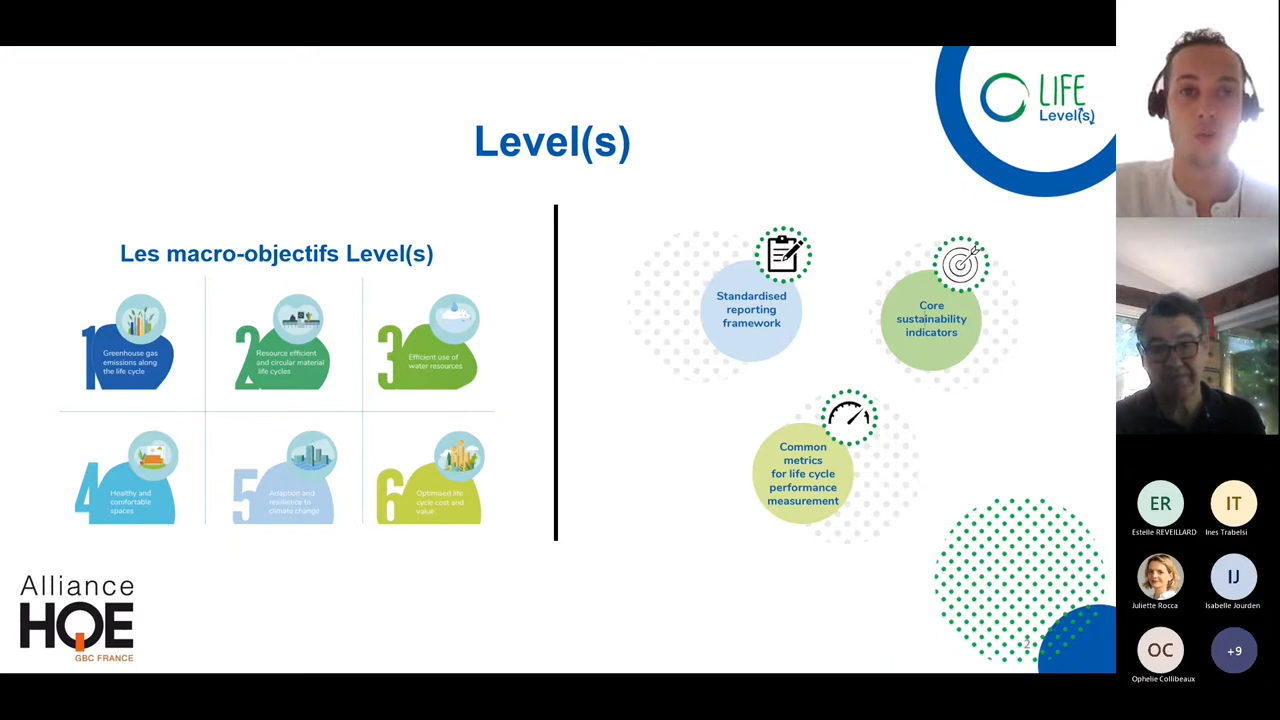 LIFE
Level(s)
Level(s)
Les macro-objectifs Level(s)
1
Greenhouse gas
emissions along
the life cycle
2
Resource efficient
and circular material
life cycles
3
Efficient use of
water resources
4
Healthy and
comfortable
spaces
5
Adaption and
resilience to
climate change
6
Optimised life
cycle cost and
value
Standardised
reporting
framework
Core
sustainability
indicators
Common
metrics
for life cycle
performance
measurement
Alliance
HQE
GBC FRANCE
2
ER
Estelle REVEILLARD
IT
Ines Trabelsi
Juliette Rocca
IJ
Isabelle Jourden
OC
Ophelie Collibeaux
+9